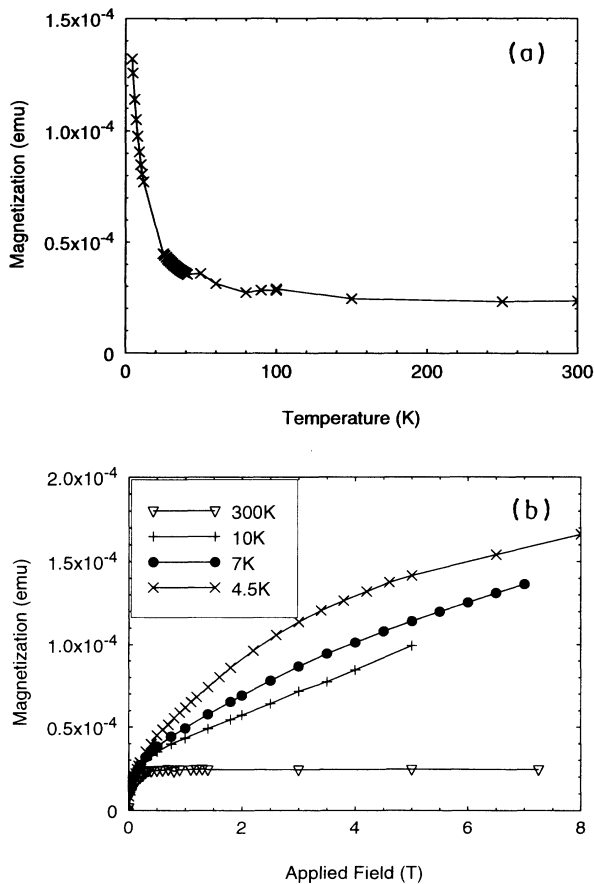 1.5x10⁻⁴
(a)
1.0x10⁻⁴
0.5x10⁻⁴
0
Magnetization (emu)
0 100 200 300
Temperature (K)
2.0x10⁻⁴
300K
10K
7K
4.5K
(b)
1.5x10⁻⁴
1.0x10⁻⁴
0.5x10⁻⁴
0
Magnetization (emu)
0 2 4 6 8
Applied Field (T)